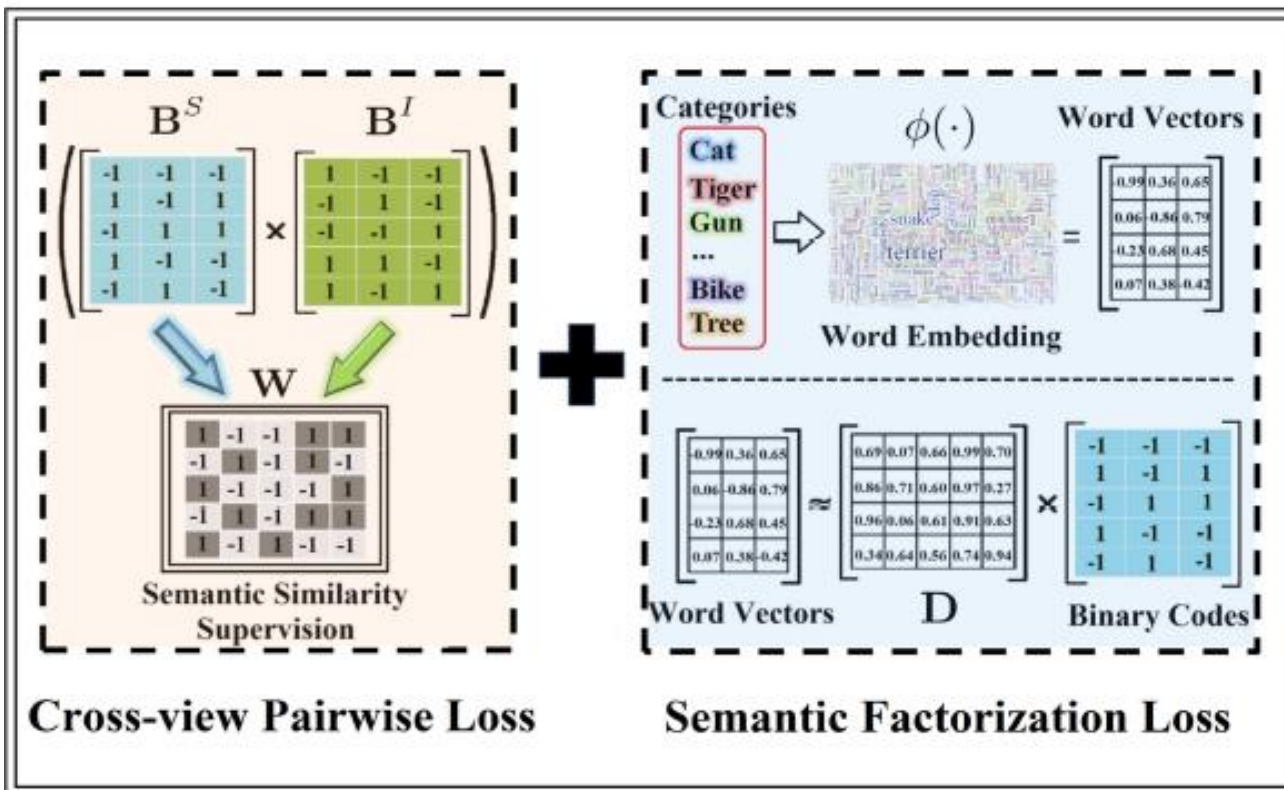 B^S
B^I
-1 -1 -1
1 -1 1
-1 1 1
1 -1 -1
-1 1 -1
×
1 -1 -1
-1 1 -1
-1 -1 1
1 1 -1
1 -1 1
W
1 -1 -1 1 1
-1 1 -1 1 -1
1 -1 -1 -1 1
-1 1 -1 1 1
1 -1 1 -1 -1
Semantic Similarity
Supervision
Cross-view Pairwise Loss
Categories
Cat
Tiger
Gun
...
Bike
Tree
ϕ(·)
snake
terrier
Word Embedding
=
Word Vectors
-0.99 0.36 0.65
0.06 -0.86 0.79
-0.23 0.68 0.45
0.07 0.38 -0.42
-0.99 0.36 0.65
0.06 -0.86 0.79
-0.23 0.68 0.45
0.07 0.38 -0.42
Word Vectors
≈
0.69 0.07 0.66 0.99 0.70
0.86 0.71 0.60 0.97 0.27
0.96 0.06 0.61 0.91 0.63
0.34 0.64 0.56 0.74 0.94
D
×
-1 -1 -1
1 -1 1
-1 1 1
1 -1 -1
-1 1 -1
Binary Codes
Semantic Factorization Loss